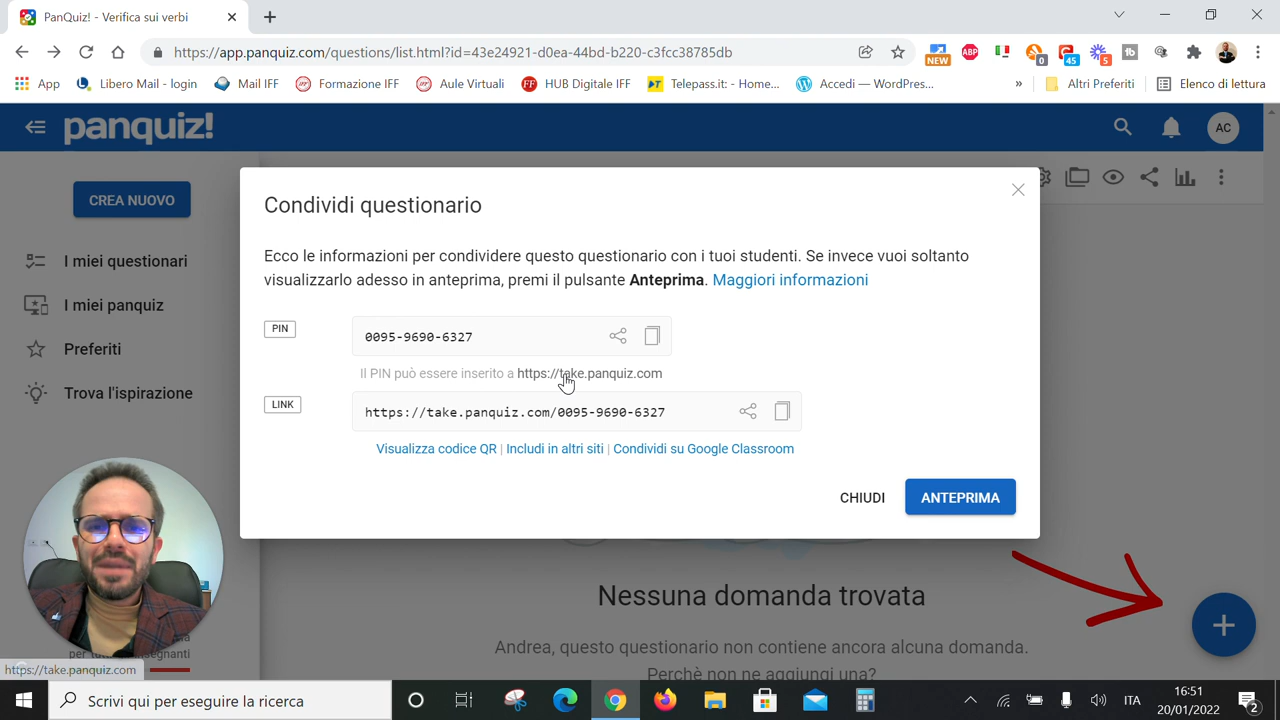 PanQuiz! - Verifica sui verbi
https://app.panquiz.com/questions/list.html?id=43e24921-d0ea-44bd-b220-c3fcc38785db
NEW
ABP
0
45
5
tb
App
Libero Mail - login
Mail IFF
Formazione IFF
Aule Virtuali
HUB Digitale IFF
Telepass.it: - Home...
Accedi — WordPres...
»
Altri Preferiti
Elenco di lettura
panquiz!
AC
CREA NUOVO
I miei questionari
I miei panquiz
Preferiti
Trova l'ispirazione
Condividi questionario
Ecco le informazioni per condividere questo questionario con i tuoi studenti. Se invece vuoi soltanto
visualizzarlo adesso in anteprima, premi il pulsante Anteprima. Maggiori informazioni
PIN
0095-9690-6327
Il PIN può essere inserito a https://take.panquiz.com
LINK
https://take.panquiz.com/0095-9690-6327
Visualizza codice QR | Includi in altri siti | Condividi su Google Classroom
CHIUDI
ANTEPRIMA
Nessuna domanda trovata
Andrea, questo questionario non contiene ancora alcuna domanda.
Perchè non ne aggiungi una?
https://take.panquiz.com
Scrivi qui per eseguire la ricerca
ITA
16:51
20/01/2022
2